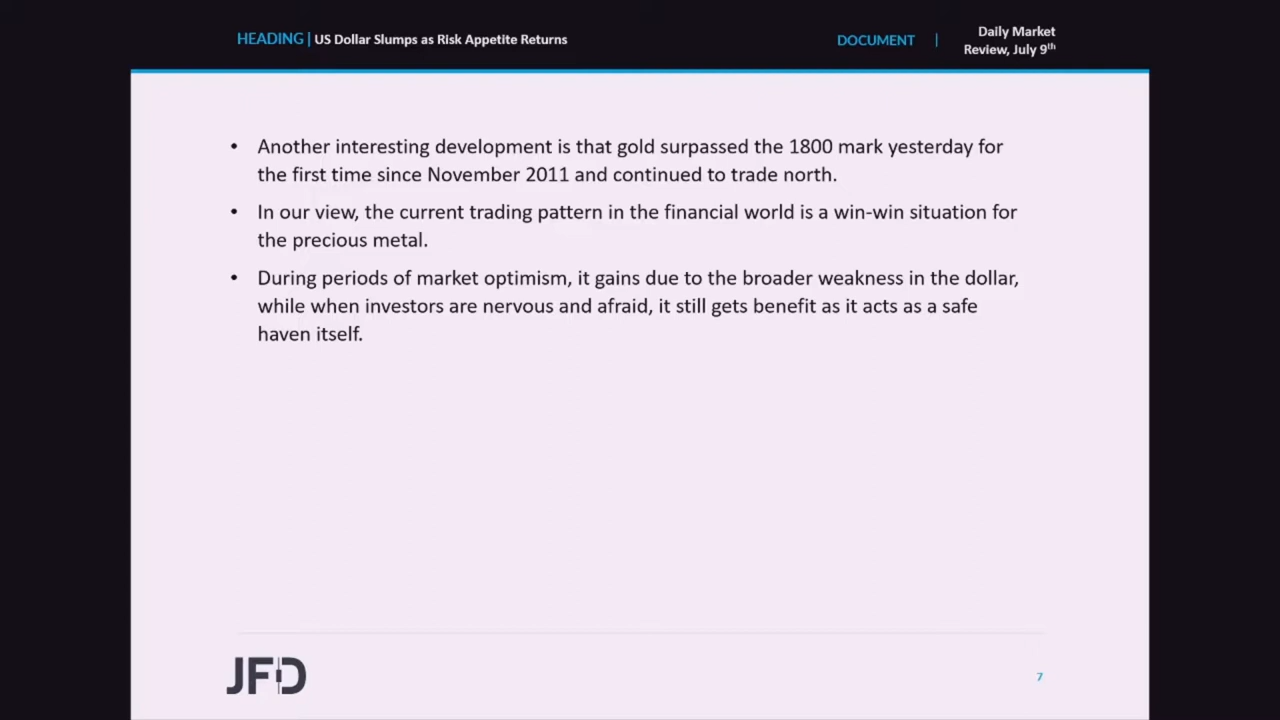 HEADING | US Dollar Slumps as Risk Appetite Returns
DOCUMENT |
Daily Market
Review, July 9th
• Another interesting development is that gold surpassed the 1800 mark yesterday for
the first time since November 2011 and continued to trade north.
• In our view, the current trading pattern in the financial world is a win-win situation for
the precious metal.
• During periods of market optimism, it gains due to the broader weakness in the dollar,
while when investors are nervous and afraid, it still gets benefit as it acts as a safe
haven itself.
JFD
7